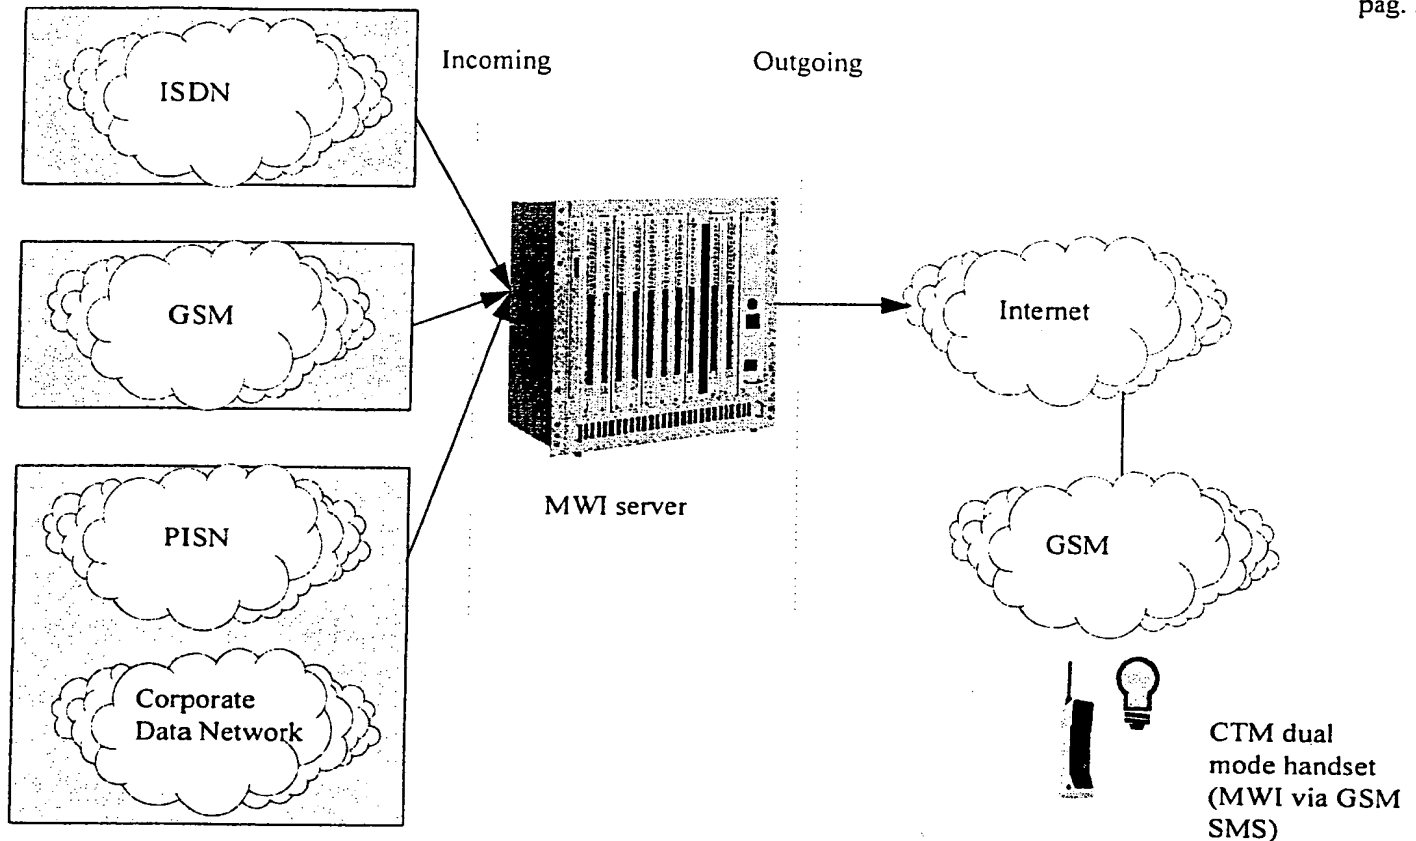 pag.
Incoming
Outgoing
ISDN
GSM
Internet
MWI server
PISN
GSM
Corporate
Data Network
CTM dual
mode handset
(MWI via GSM
SMS)